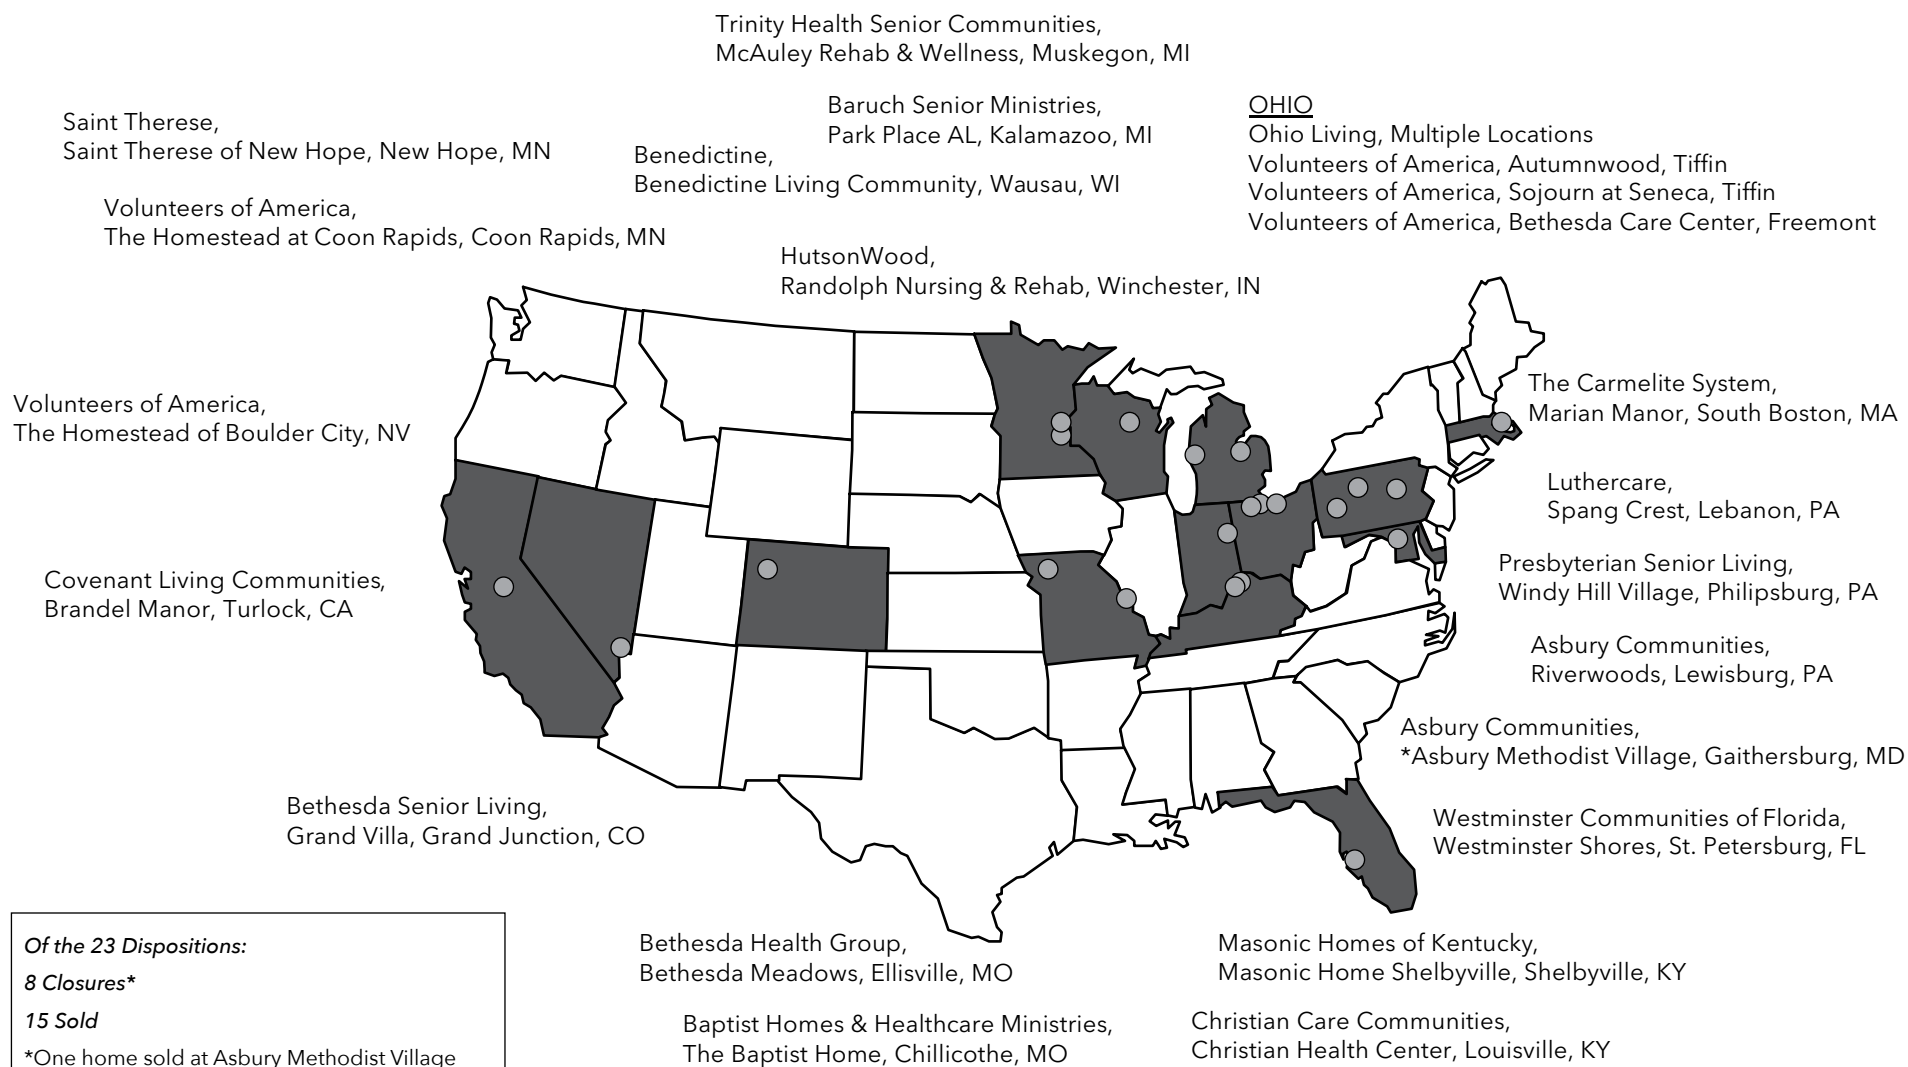 Trinity Health Senior Communities,
McAuley Rehab & Wellness, Muskegon, MI
Baruch Senior Ministries,
Park Place AL, Kalamazoo, MI
OHIO
Ohio Living, Multiple Locations
Volunteers of America, Autumnwood, Tiffin
Volunteers of America, Sojourn at Seneca, Tiffin
Volunteers of America, Bethesda Care Center, Freemont
Saint Therese,
Saint Therese of New Hope, New Hope, MN
Benedictine,
Benedictine Living Community, Wausau, WI
Volunteers of America,
The Homestead at Coon Rapids, Coon Rapids, MN
HutsonWood,
Randolph Nursing & Rehab, Winchester, IN
The Carmelite System,
Marian Manor, South Boston, MA
Volunteers of America,
The Homestead of Boulder City, NV
Luthercare,
Spang Crest, Lebanon, PA
Covenant Living Communities,
Brandel Manor, Turlock, CA
Presbyterian Senior Living,
Windy Hill Village, Philipsburg, PA
Asbury Communities,
Riverwoods, Lewisburg, PA
Asbury Communities,
*Asbury Methodist Village, Gaithersburg, MD
Bethesda Senior Living,
Grand Villa, Grand Junction, CO
Westminster Communities of Florida,
Westminster Shores, St. Petersburg, FL
Of the 23 Dispositions:
8 Closures*
15 Sold
*One home sold at Asbury Methodist Village
Bethesda Health Group,
Bethesda Meadows, Ellisville, MO
Masonic Homes of Kentucky,
Masonic Home Shelbyville, Shelbyville, KY
Baptist Homes & Healthcare Ministries,
The Baptist Home, Chillicothe, MO
Christian Care Communities,
Christian Health Center, Louisville, KY